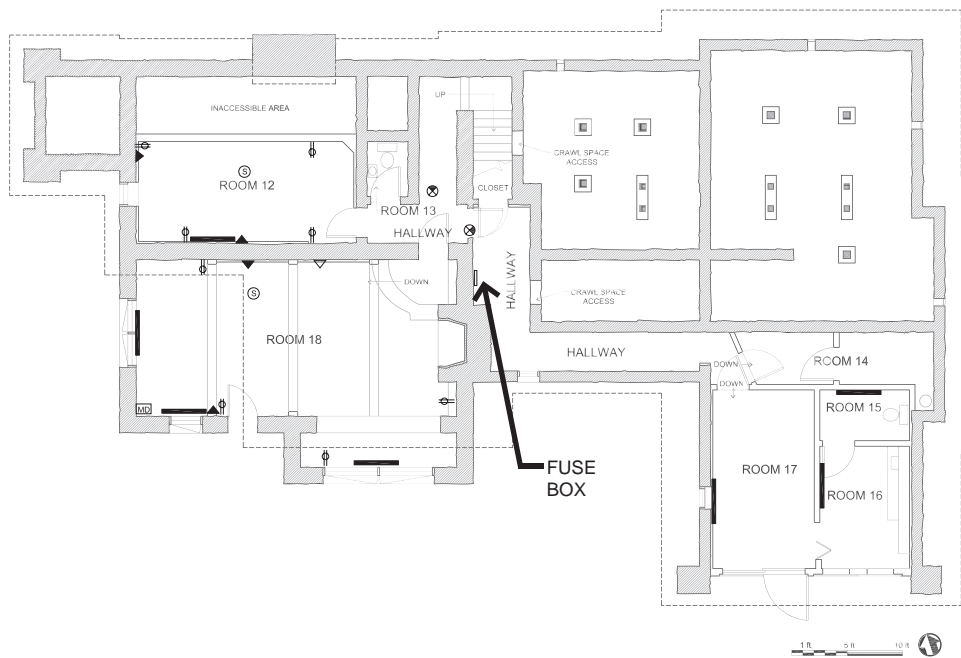 UP
INACCESSIBLE AREA
CRAWL SPACE
ACCESS
S
ROOM 12
CLOSET
ROOM 13
HALLWAY
HALLWAY
DOWN
CRAWL SPACE
ACCESS
S
ROOM 18
HALLWAY
DOWN
ROOM 14
DOWN
MD
ROOM 15
FUSE
BOX
ROOM 17
ROOM 16
1 ft 5 ft 10 ft